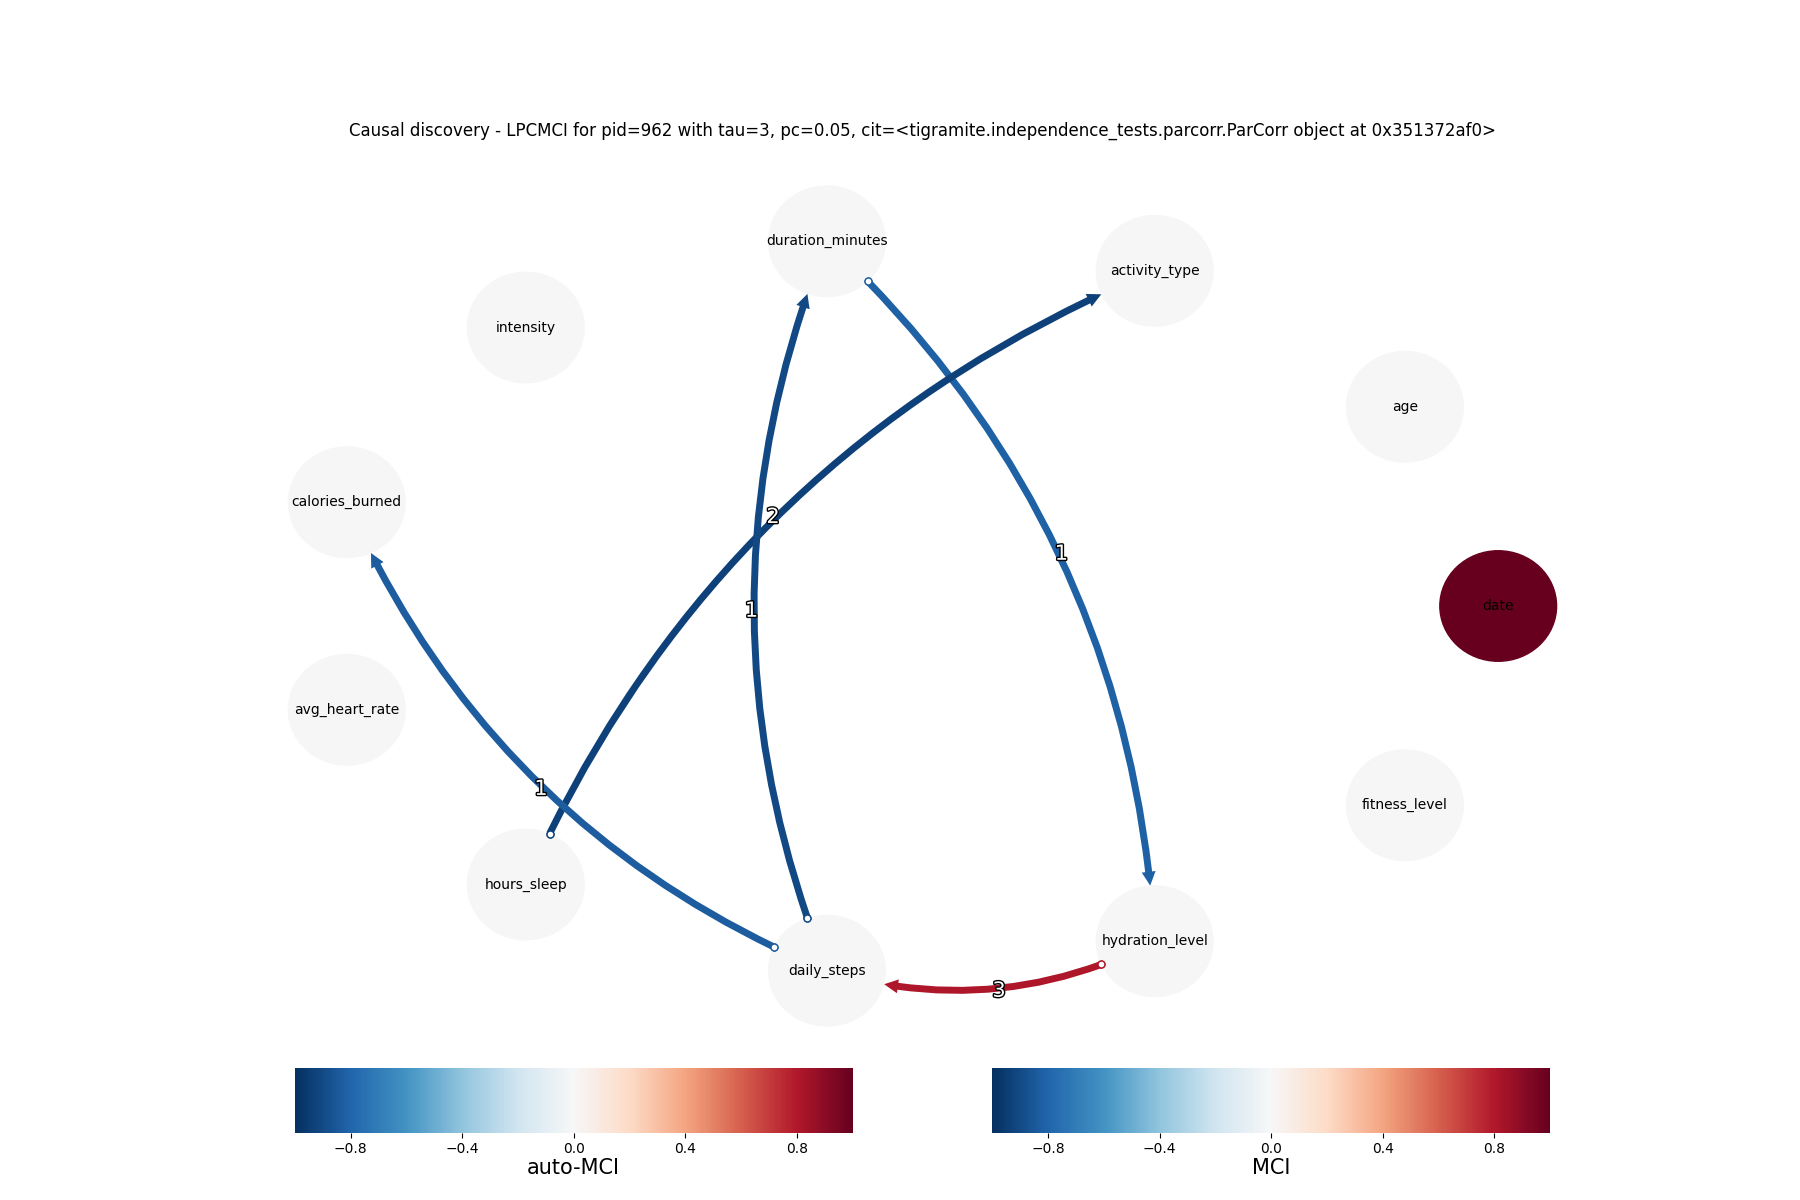 Causal discovery - LPCMCI for pid=962 with tau=3, pc=0.05, cit=<tigramite.independence_tests.parcorr.ParCorr object at 0x351372af0>
duration_minutes
activity_type
intensity
age
calories_burned
2
1
date
1
avg_heart_rate
1
fitness_level
hours_sleep
hydration_level
daily_steps
3
−0.8 −0.4 0.0 0.4 0.8
auto-MCI
−0.8 −0.4 0.0 0.4 0.8
MCI